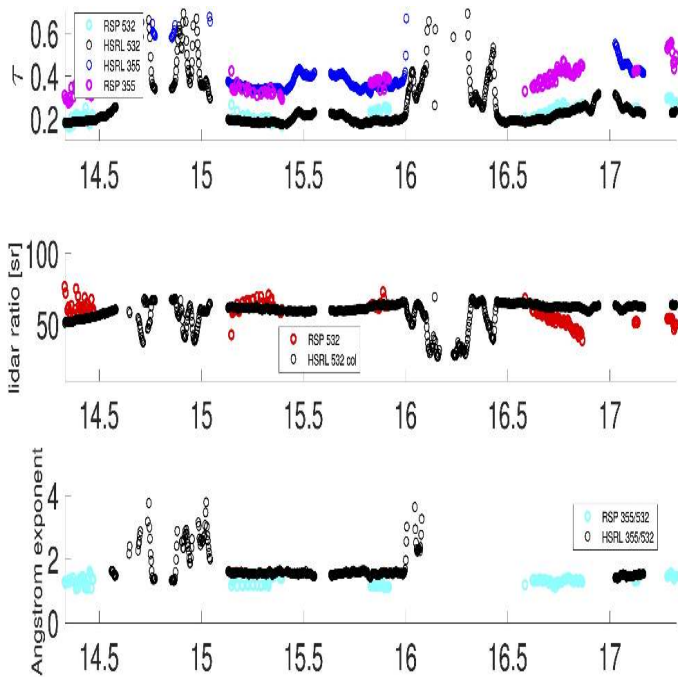 τ
0.6
0.4
0.2
RSP 532
HSRL 532
HSRL 355
RSP 355
14.5 15 15.5 16 16.5 17
lidar ratio [sr]
100
50
RSP 532
HSRL 532 col
14.5 15 15.5 16 16.5 17
Angstrom exponent
4
2
0
RSP 355/532
HSRL 355/532
14.5 15 15.5 16 16.5 17